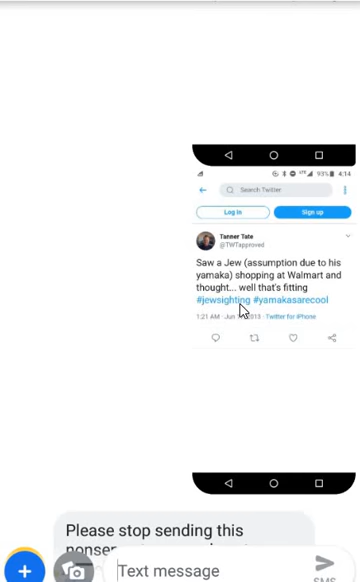 LTE 93% 4:14
Search Twitter
Log in Sign up
Tanner Tate
@TWTapproved
Saw a Jew (assumption due to his
yamaka) shopping at Walmart and
thought... well that's fitting
#jewsighting #yamakasarecool
1:21 AM · Jun 2013 · Twitter for iPhone
Please stop sending this
Text message
SMS